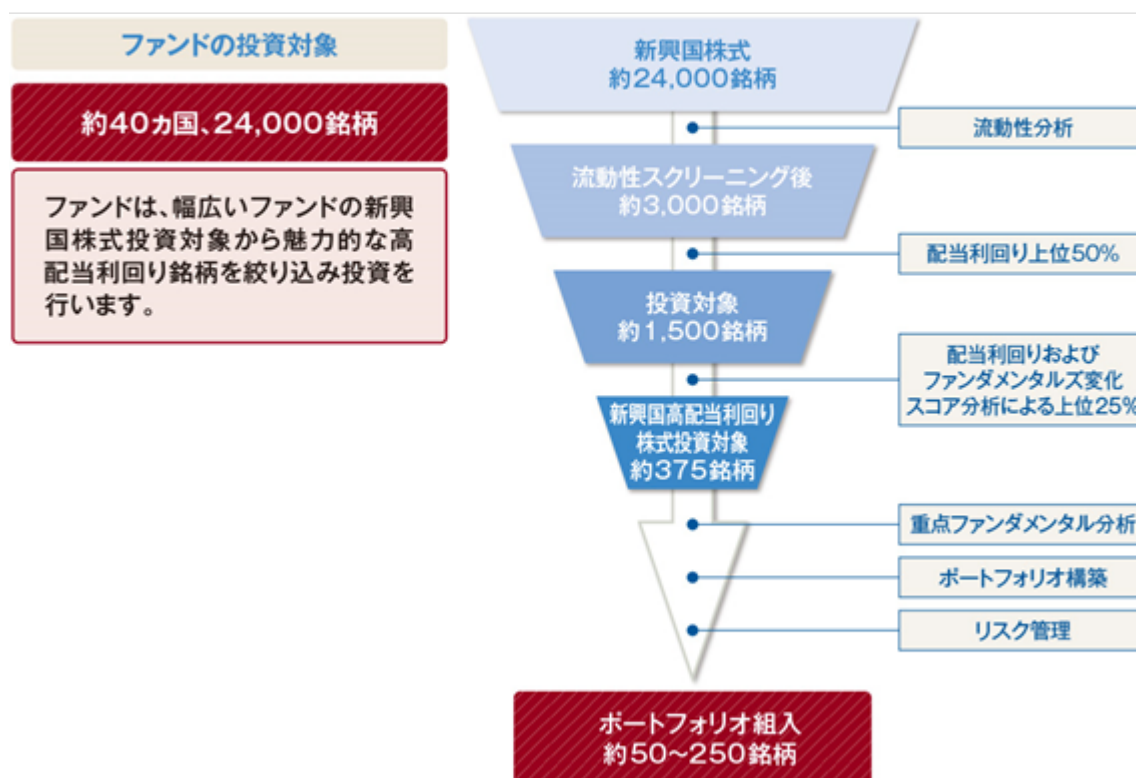 ファンドの投資対象
約40ヵ国、24,000銘柄
ファンドは、幅広いファンドの新興
国株式投資対象から魅力的な高
配当利回り銘柄を絞り込み投資を
行います。
新興国株式
約24,000銘柄
流動性分析
流動性スクリーニング後
約3,000銘柄
配当利回り上位50%
投資対象
約1,500銘柄
配当利回りおよび
ファンダメンタルズ変化
スコア分析による上位25%
新興国高配当利回り
株式投資対象
約375銘柄
重点ファンダメンタル分析
ポートフォリオ構築
リスク管理
ポートフォリオ組入
約50～250銘柄